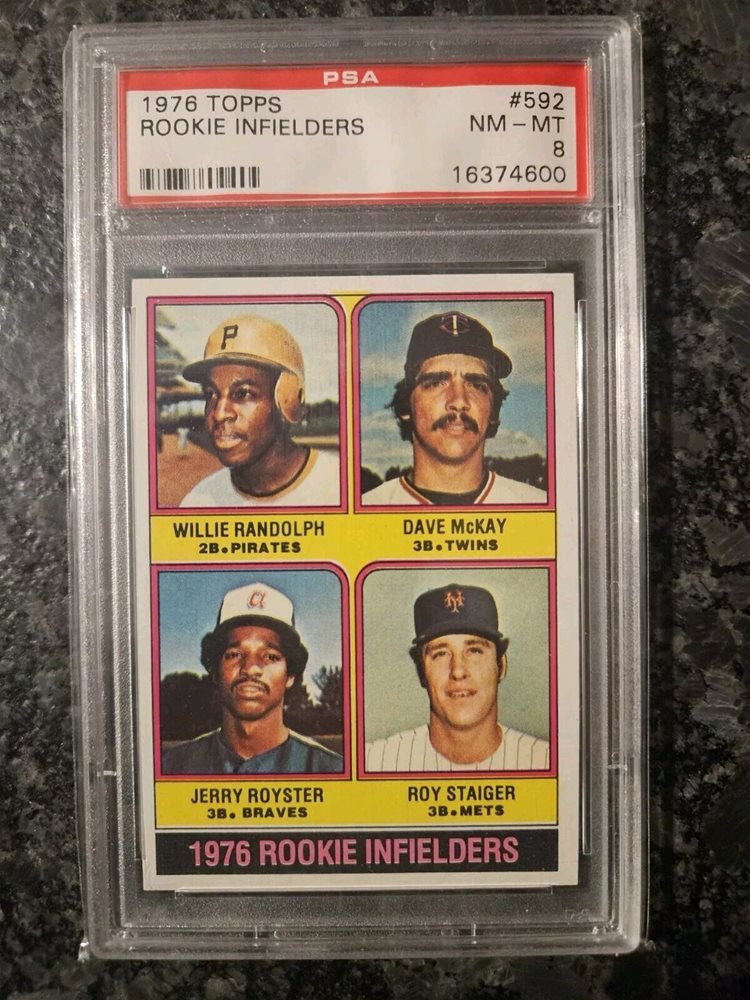 PSA
1976 TOPPS #592
ROOKIE INFIELDERS NM - MT
8
16374600
P
WILLIE RANDOLPH
2B. PIRATES
DAVE McKAY
3B. TWINS
JERRY ROYSTER
3B. BRAVES
ROY STAIGER
3B. METS
1976 ROOKIE INFIELDERS